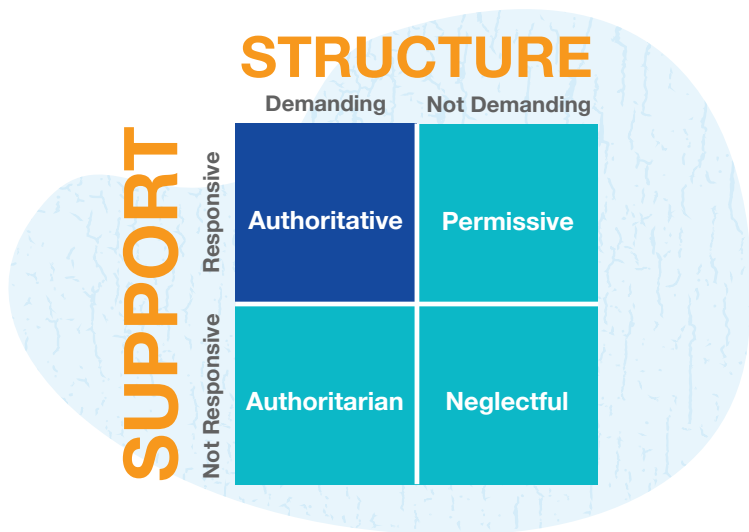 STRUCTURE
Demanding Not Demanding
SUPPORT
Responsive
Authoritative Permissive
Not Responsive
Authoritarian Neglectful